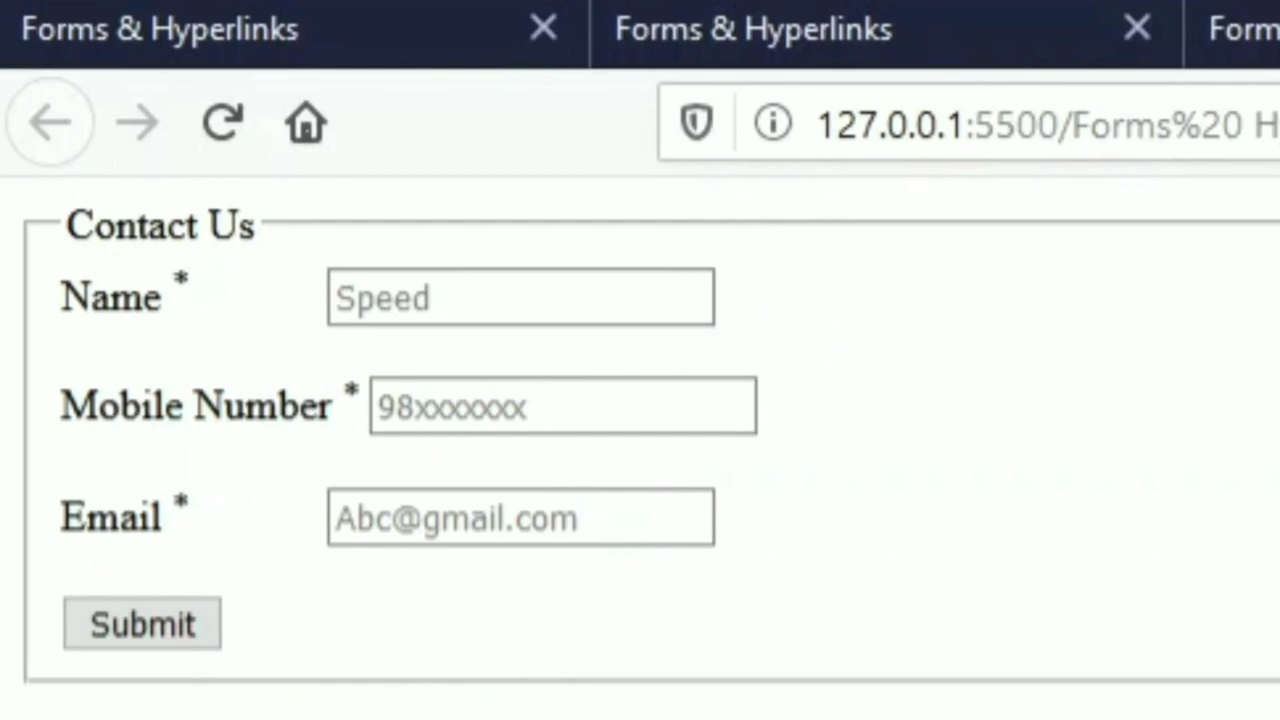 Forms & Hyperlinks Forms & Hyperlinks Form
127.0.0.1:5500/Forms%20 H
Contact Us
Name * Speed
Mobile Number * 98xxxxxxx
Email * Abc@gmail.com
Submit